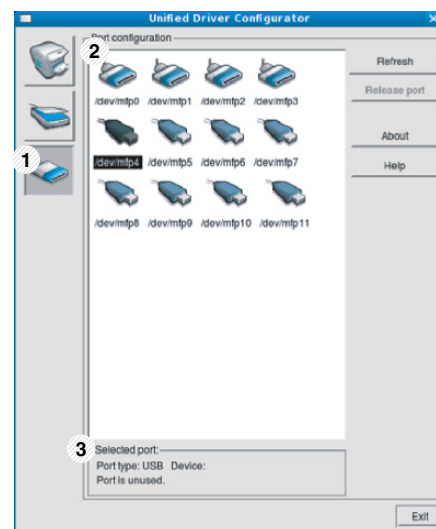 Unified Driver Configurator
Port configuration
2
/dev/mfp0 /dev/mfp1 /dev/mfp2 /dev/mfp3
/dev/mfp4 /dev/mfp5 /dev/mfp6 /dev/mfp7
/dev/mfp8 /dev/mfp9 /dev/mfp10 /dev/mfp11
Refresh
Release port
About
Help
1
3
Selected port:
Port type: USB Device:
Port is unused.
Exit